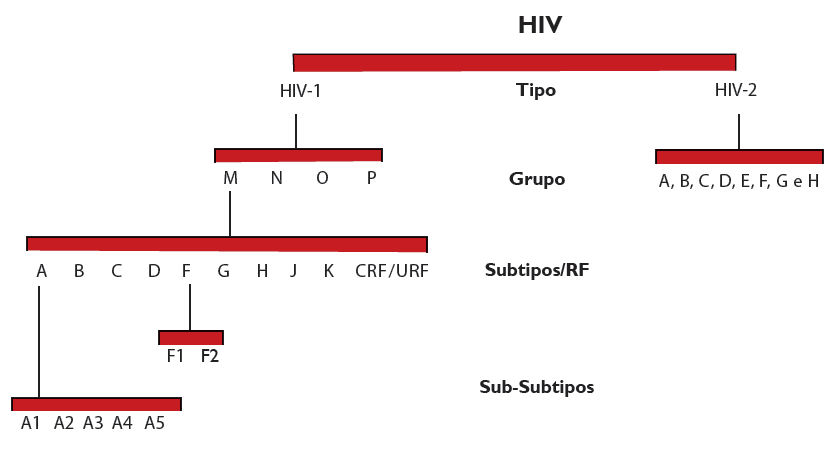 HIV
HIV-1 Tipo HIV-2
M N O P Grupo A, B, C, D, E, F, G e H
A B C D F G H J K CRF/URF Subtipos/RF
F1 F2
Sub-Subtipos
A1 A2 A3 A4 A5